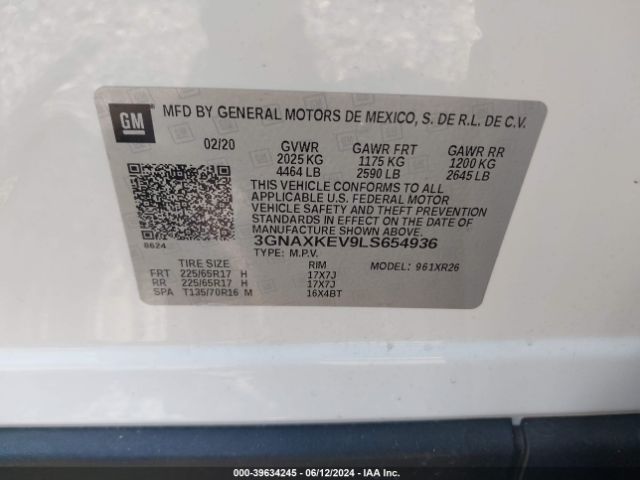 GM
MFD BY GENERAL MOTORS DE MEXICO, S. DE R.L. DE C.V.
02/20 GVWR GAWR FRT GAWR RR
2025 KG 1175 KG 1200 KG
4464 LB 2590 LB 2645 LB
THIS VEHICLE CONFORMS TO ALL
APPLICABLE U.S. FEDERAL MOTOR
VEHICLE SAFETY AND THEFT PREVENTION
STANDARDS IN EFFECT ON THE DATE OF
MANUFACTURE SHOWN ABOVE.
8624
3GNAXKEV9LS654936
TYPE: M.P.V.
TIRE SIZE RIM MODEL: 961XR26
FRT 225/65R17 H 17X7J
RR 225/65R17 H 17X7J
SPA T135/70R16 M 16X4BT
000-39634245 - 06/12/2024 - IAA Inc.